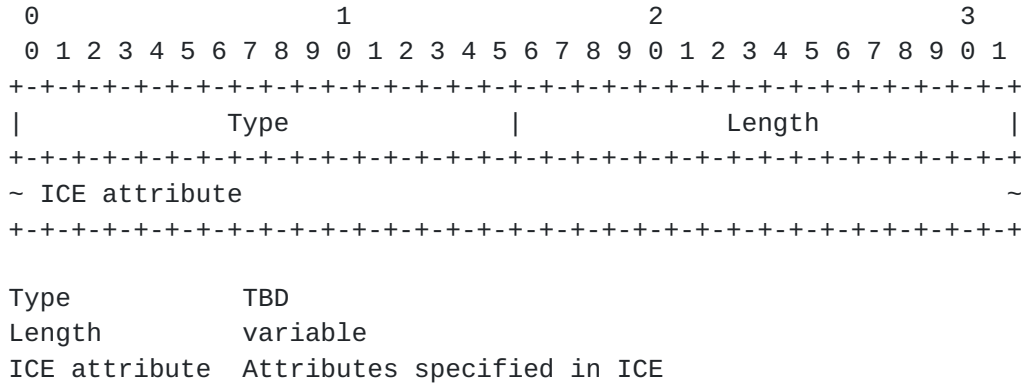 0                   1                   2                   3
 0 1 2 3 4 5 6 7 8 9 0 1 2 3 4 5 6 7 8 9 0 1 2 3 4 5 6 7 8 9 0 1
+-+-+-+-+-+-+-+-+-+-+-+-+-+-+-+-+-+-+-+-+-+-+-+-+-+-+-+-+-+-+-+-+
|             Type              |             Length            |
+-+-+-+-+-+-+-+-+-+-+-+-+-+-+-+-+-+-+-+-+-+-+-+-+-+-+-+-+-+-+-+-+
~ ICE attribute                                                 ~
+-+-+-+-+-+-+-+-+-+-+-+-+-+-+-+-+-+-+-+-+-+-+-+-+-+-+-+-+-+-+-+-+
Type           TBD
Length         variable
ICE attribute  Attributes specified in ICE